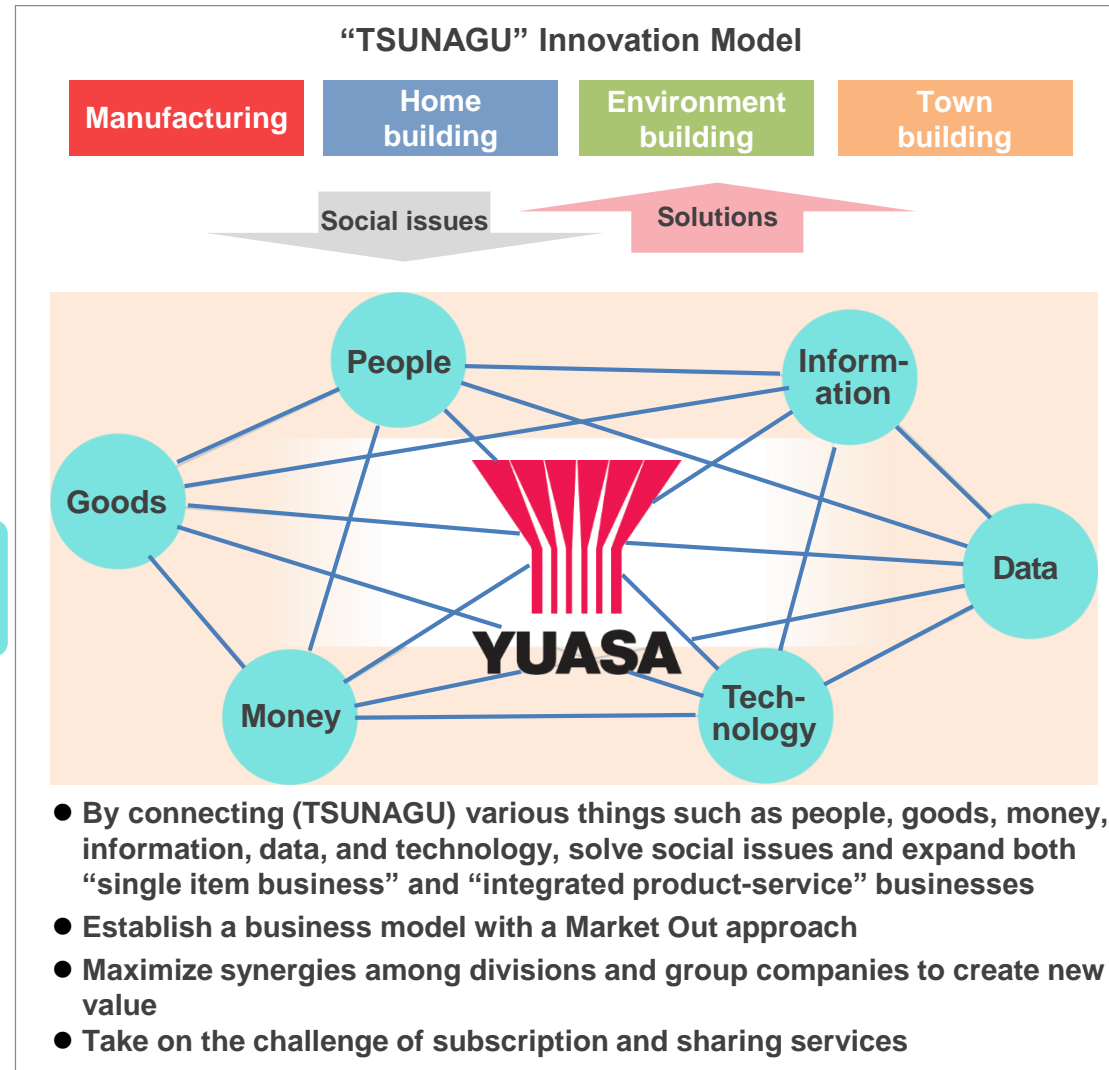 “TSUNAGU” Innovation Model
Manufacturing
Home
building
Environment
building
Town
building
Social issues
Solutions
People
Inform-
ation
Goods
Data
YUASA
Money
Tech-
nology
● By connecting (TSUNAGU) various things such as people, goods, money,
information, data, and technology, solve social issues and expand both
“single item business” and “integrated product-service” businesses
● Establish a business model with a Market Out approach
● Maximize synergies among divisions and group companies to create new
value
● Take on the challenge of subscription and sharing services